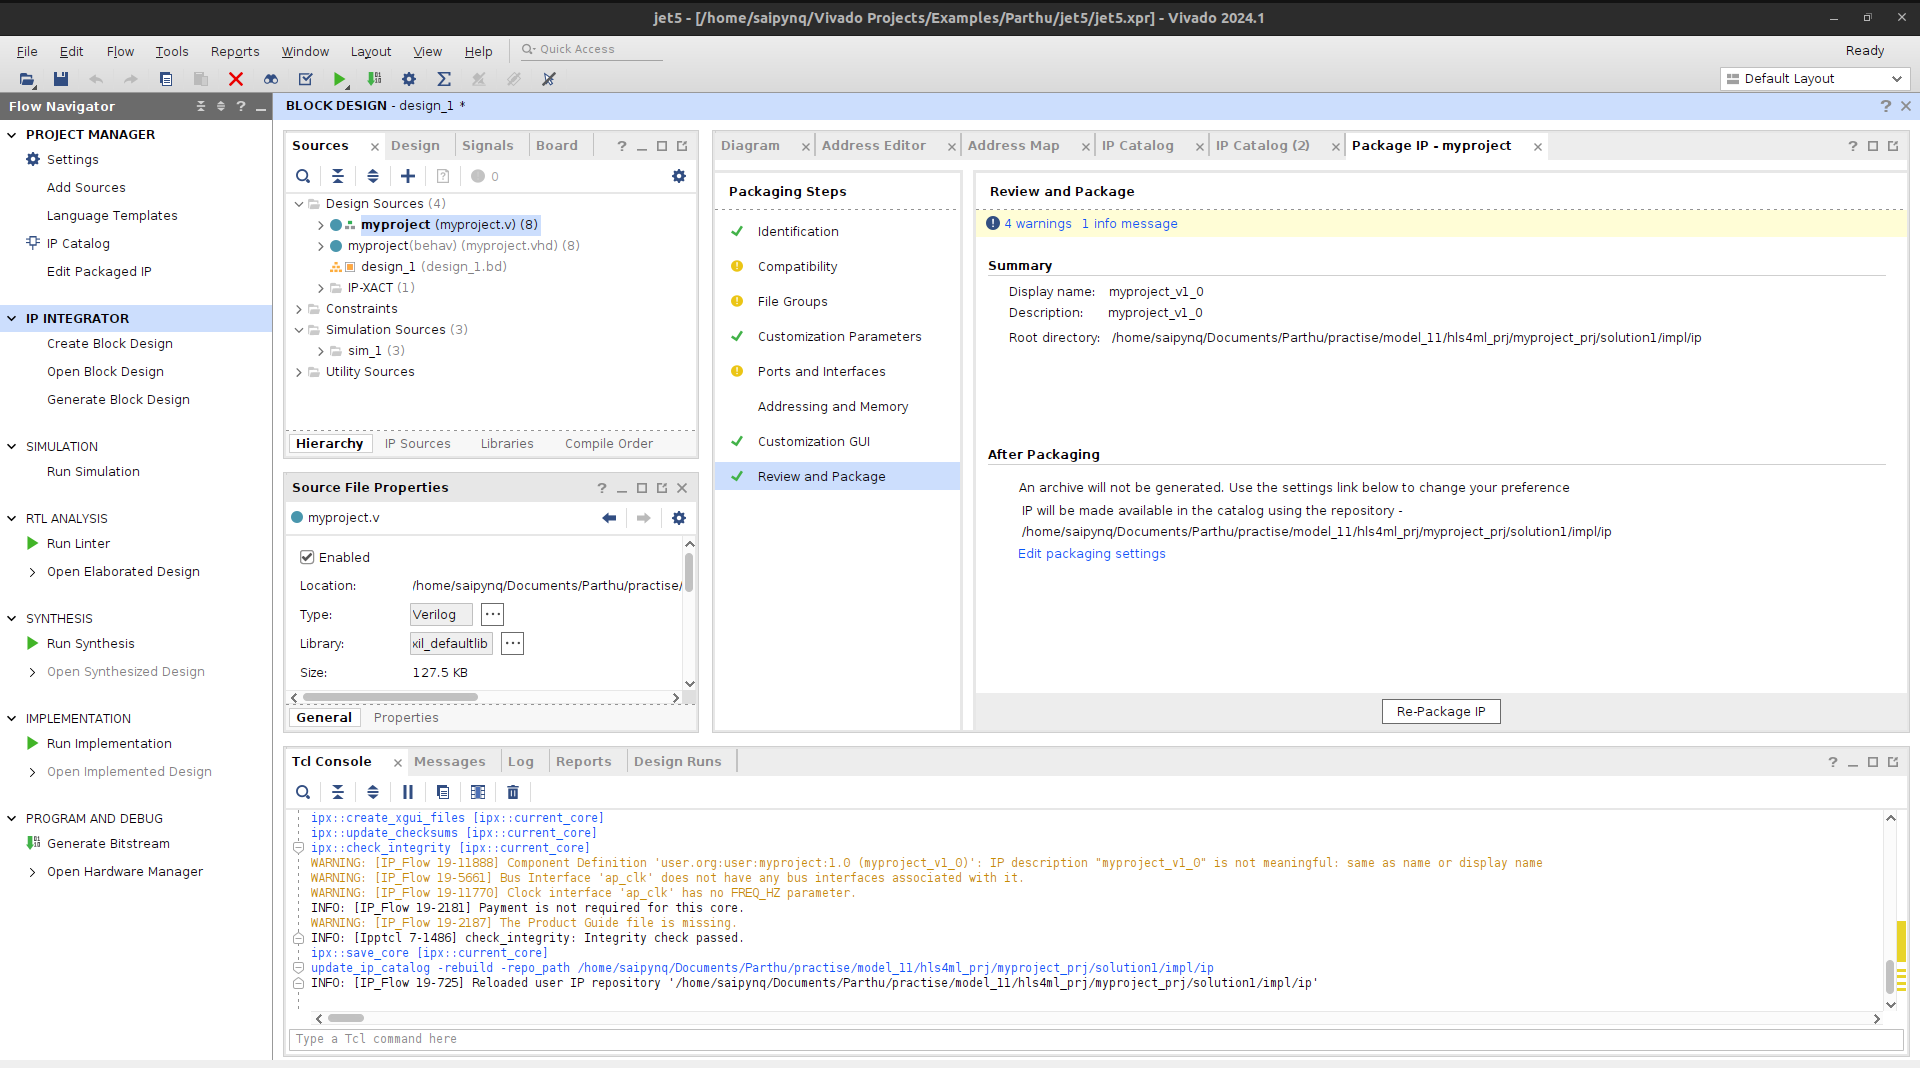 jet5 - [/home/saipynq/Vivado Projects/Examples/Parthu/jet5/jet5.xpr] - Vivado 2024.1
File Edit Flow Tools Reports Window Layout View Help Quick Access Ready
Default Layout
Flow Navigator
PROJECT MANAGER
Settings
Add Sources
Language Templates
IP Catalog
Edit Packaged IP
IP INTEGRATOR
Create Block Design
Open Block Design
Generate Block Design
SIMULATION
Run Simulation
RTL ANALYSIS
Run Linter
Open Elaborated Design
SYNTHESIS
Run Synthesis
Open Synthesized Design
IMPLEMENTATION
Run Implementation
Open Implemented Design
PROGRAM AND DEBUG
Generate Bitstream
Open Hardware Manager
BLOCK DESIGN - design_1 *
Sources Design Signals Board
0
Design Sources (4)
myproject (myproject.v) (8)
myproject(behav) (myproject.vhd) (8)
design_1 (design_1.bd)
IP-XACT (1)
Constraints
Simulation Sources (3)
sim_1 (3)
Utility Sources
Hierarchy IP Sources Libraries Compile Order
Source File Properties
myproject.v
Enabled
Location: /home/saipynq/Documents/Parthu/practise/
Type: Verilog
Library: xil_defaultlib
Size: 127.5 KB
General Properties
Diagram Address Editor Address Map IP Catalog IP Catalog (2) Package IP - myproject
Packaging Steps
Identification
Compatibility
File Groups
Customization Parameters
Ports and Interfaces
Addressing and Memory
Customization GUI
Review and Package
Review and Package
4 warnings 1 info message
Summary
Display name: myproject_v1_0
Description: myproject_v1_0
Root directory: /home/saipynq/Documents/Parthu/practise/model_11/hls4ml_prj/myproject_prj/solution1/impl/ip
After Packaging
An archive will not be generated. Use the settings link below to change your preference
IP will be made available in the catalog using the repository -
/home/saipynq/Documents/Parthu/practise/model_11/hls4ml_prj/myproject_prj/solution1/impl/ip
Edit packaging settings
Re-Package IP
Tcl Console Messages Log Reports Design Runs
ipx::create_xgui_files [ipx::current_core]
ipx::update_checksums [ipx::current_core]
ipx::check_integrity [ipx::current_core]
WARNING: [IP_Flow 19-11888] Component Definition 'user.org:user:myproject:1.0 (myproject_v1_0)': IP description "myproject_v1_0" is not meaningful: same as name or display name
WARNING: [IP_Flow 19-5661] Bus Interface 'ap_clk' does not have any bus interfaces associated with it.
WARNING: [IP_Flow 19-11770] Clock interface 'ap_clk' has no FREQ_HZ parameter.
INFO: [IP_Flow 19-2181] Payment is not required for this core.
WARNING: [IP_Flow 19-2187] The Product Guide file is missing.
INFO: [Ipptcl 7-1486] check_integrity: Integrity check passed.
ipx::save_core [ipx::current_core]
update_ip_catalog -rebuild -repo_path /home/saipynq/Documents/Parthu/practise/model_11/hls4ml_prj/myproject_prj/solution1/impl/ip
INFO: [IP_Flow 19-725] Reloaded user IP repository '/home/saipynq/Documents/Parthu/practise/model_11/hls4ml_prj/myproject_prj/solution1/impl/ip'
Type a Tcl command here